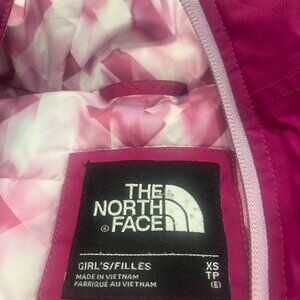 THE
NORTH
FACE
®
GIRL'S/FILLES XS
MADE IN VIETNAM TP
FABRIQUÉ AU VIETNAM (6)